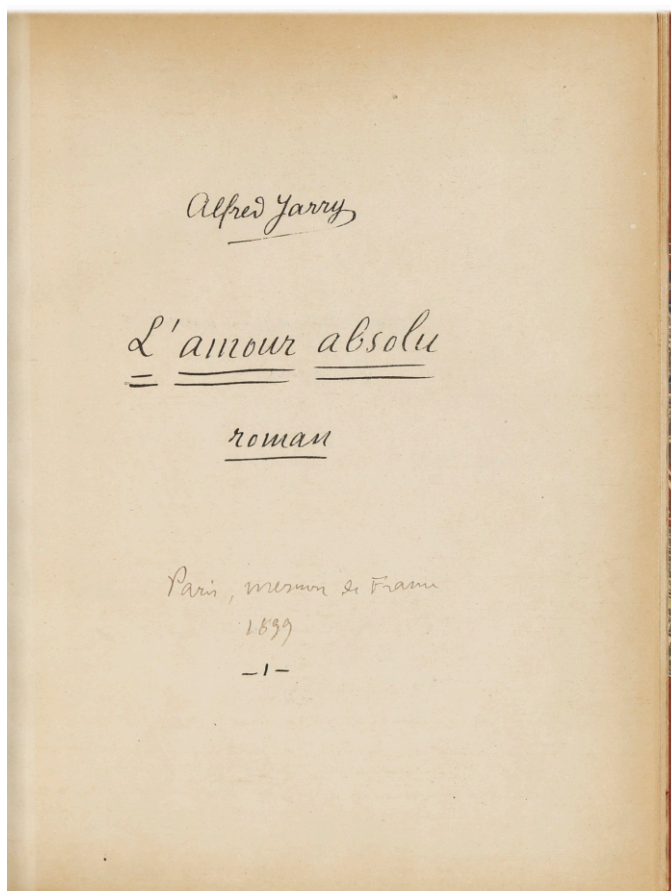 Alfred Jarry
L'amour absolu
roman
Paris, mercure de France
1899
–1–